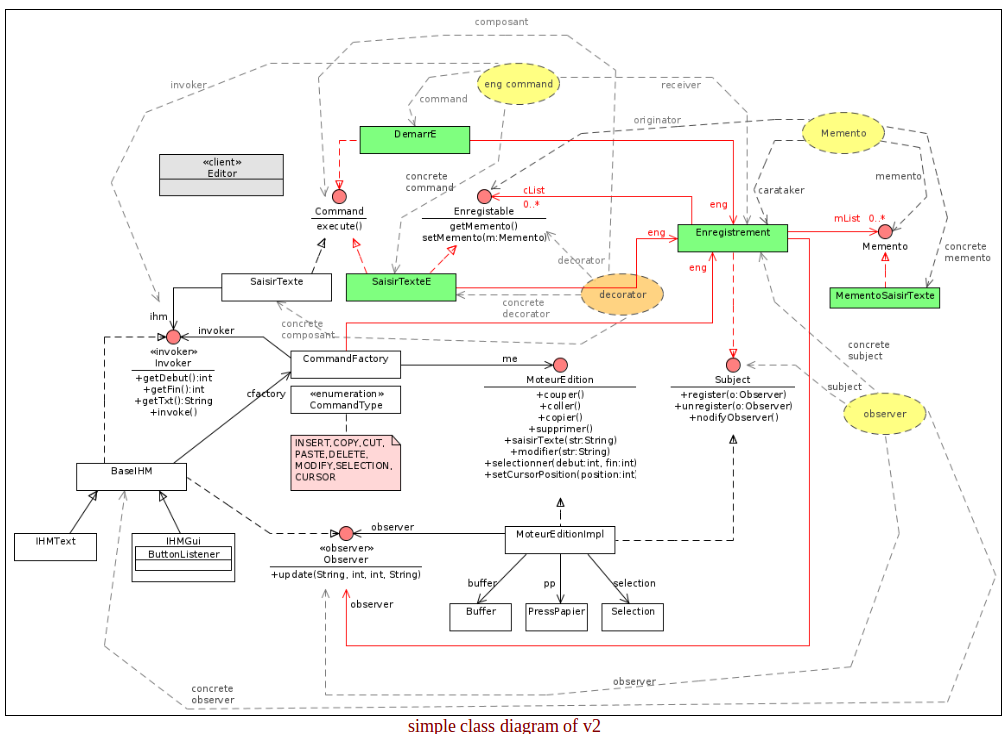 composant
invoker
eng command
receiver
command
originator
Memento
DemarrE
«client»
Editor
concrete
command
cList
0..*
carataker
memento
eng
Command
execute()
Enregistable
getMemento()
setMemento(m:Memento)
eng
Enregistrement
mList 0..*
Memento
eng
decorator
concrete
memento
SaisirTexte
SaisirTexteE
decorator
MementoSaisirTexte
concrete
decorator
ihm
invoker
concrete
composant
«invoker»
Invoker
+getDebut():int
+getFin():int
+getTxt():String
+invoke()
CommandFactory
me
MoteurEdition
+couper()
+coller()
+copier()
+supprimer()
+saisirTexte(str:String)
+modifier(str:String)
+selectionner(debut:int, fin:int)
+setCursorPosition(position:int)
Subject
+register(o:Observer)
+unregister(o:Observer)
+nodifyObserver()
concrete
subject
subject
observer
cfactory
«enumeration»
CommandType
INSERT,COPY,CUT,
PASTE,DELETE,
MODIFY,SELECTION,
CURSOR
BaseIHM
IHMText
IHMGui
ButtonListener
observer
«observer»
Observer
+update(String, int, int, String)
MoteurEditionImpl
buffer
pp
selection
observer
Buffer
PressPapier
Selection
concrete
observer
observer
simple class diagram of v2